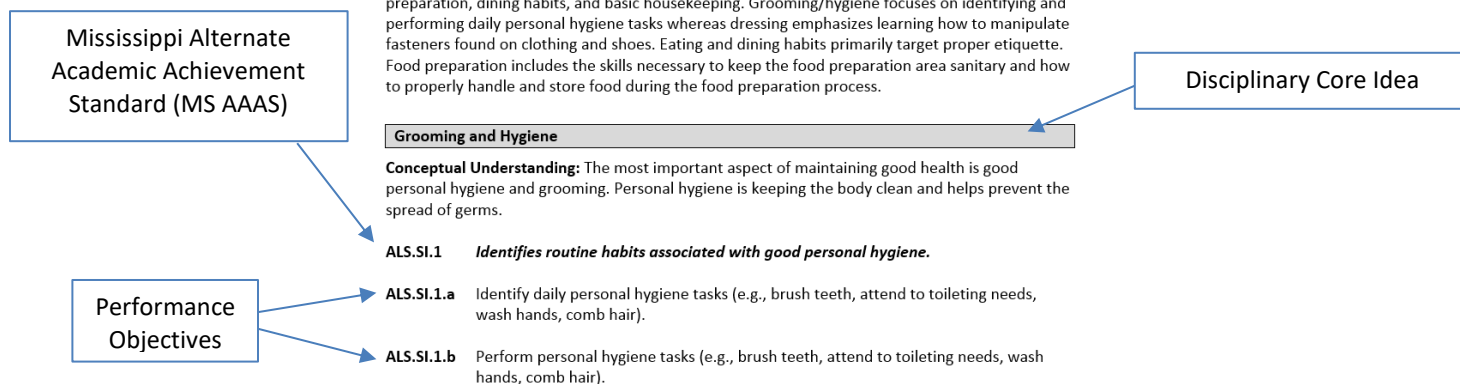 preparation, dining habits, and basic housekeeping. Grooming/hygiene focuses on identifying and
performing daily personal hygiene tasks whereas dressing emphasizes learning how to manipulate
fasteners found on clothing and shoes. Eating and dining habits primarily target proper etiquette.
Food preparation includes the skills necessary to keep the food preparation area sanitary and how
to properly handle and store food during the food preparation process.
Mississippi Alternate
Academic Achievement
Standard (MS AAAS)
Disciplinary Core Idea
Grooming and Hygiene
Conceptual Understanding: The most important aspect of maintaining good health is good
personal hygiene and grooming. Personal hygiene is keeping the body clean and helps prevent the
spread of germs.
ALS.SI.1 Identifies routine habits associated with good personal hygiene.
Performance
Objectives
ALS.SI.1.a Identify daily personal hygiene tasks (e.g., brush teeth, attend to toileting needs,
wash hands, comb hair).
ALS.SI.1.b Perform personal hygiene tasks (e.g., brush teeth, attend to toileting needs, wash
hands, comb hair).